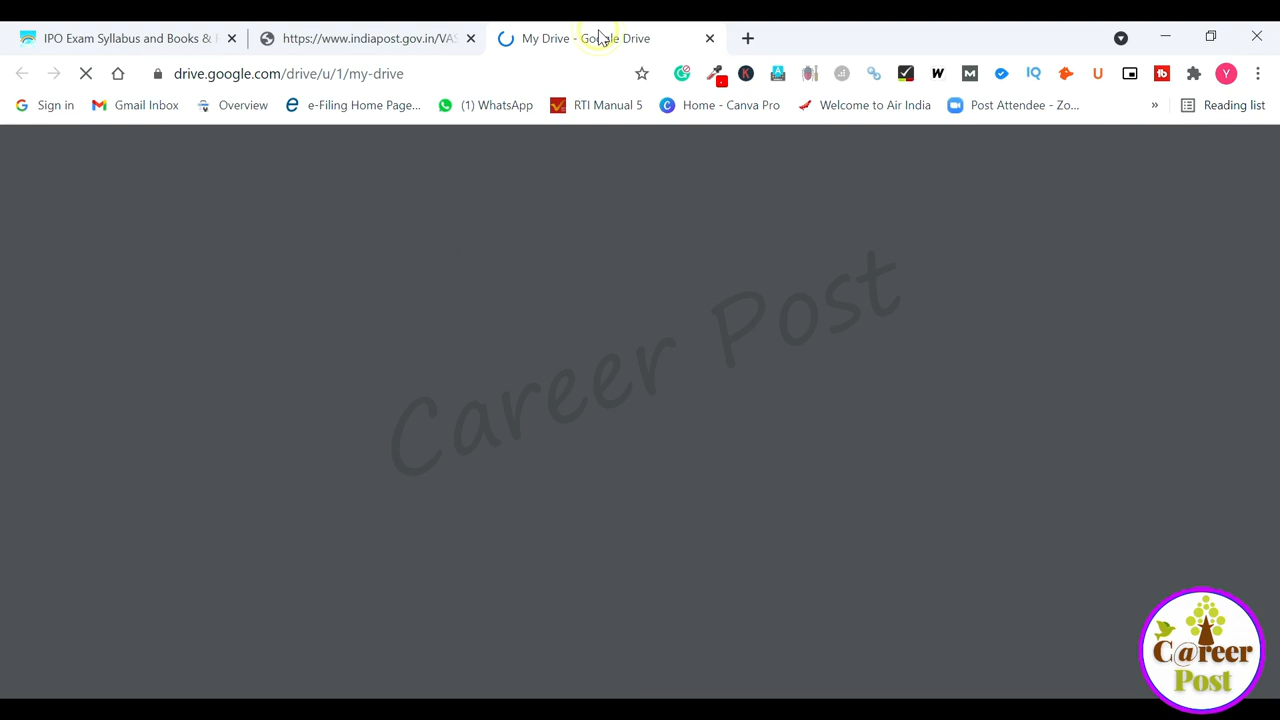 IPO Exam Syllabus and Books &
https://www.indiapost.gov.in/VAS
My Drive - Google Drive
drive.google.com/drive/u/1/my-drive
Sign in
Gmail Inbox
Overview
e-Filing Home Page...
(1) WhatsApp
RTI Manual 5
Home - Canva Pro
Welcome to Air India
Post Attendee - Zo...
»
Reading list
Career Post
C@reer
Post